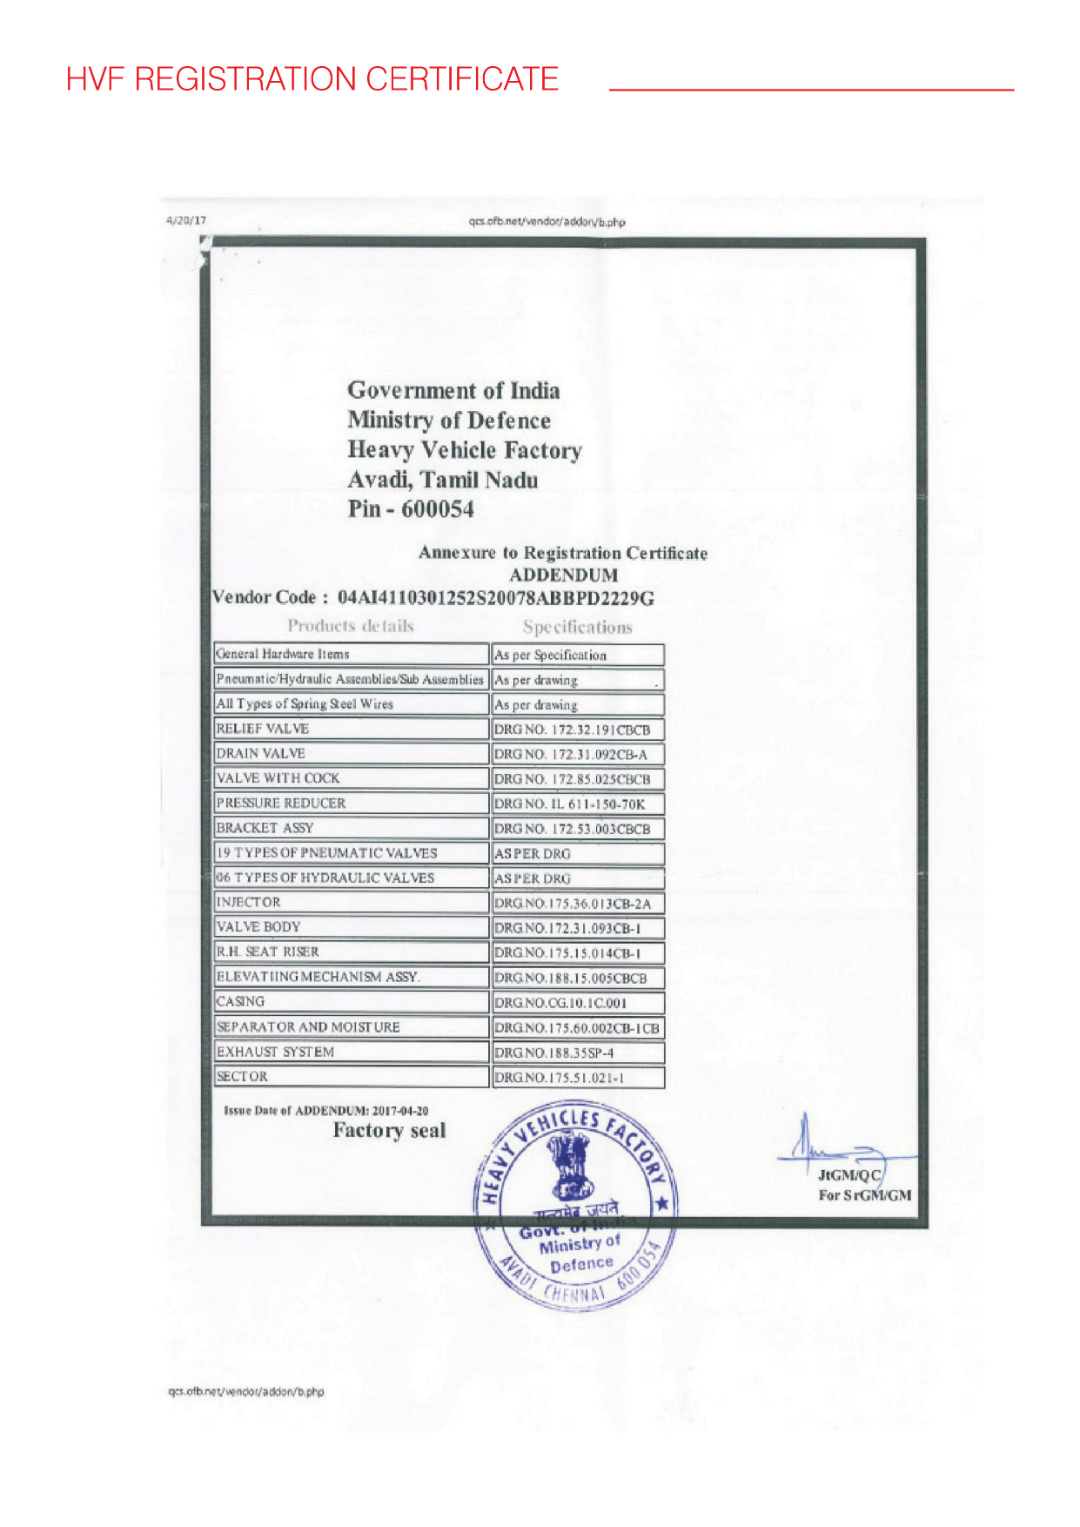 HVF REGISTRATION CERTIFICATE
4/20/17 qcs.ofb.net/vendor/addon/b.php
Government of India
Ministry of Defence
Heavy Vehicle Factory
Avadi, Tamil Nadu
Pin - 600054
Annexure to Registration Certificate
ADDENDUM
Vendor Code : 04AI4110301252S20078ABBPD2229G
Products details Specifications
General Hardware Items As per Specification
Pneumatic/Hydraulic Assemblies/Sub Assemblies As per drawing
All Types of Spring Steel Wires As per drawing
RELIEF VALVE DRG NO. 172.32.191CBCB
DRAIN VALVE DRG NO. 172.31.092CB-A
VALVE WITH COCK DRG NO. 172.85.025CBCB
PRESSURE REDUCER DRG NO. IL 611-150-70K
BRACKET ASSY DRG NO. 172.53.003CBCB
19 TYPES OF PNEUMATIC VALVES AS PER DRG
06 TYPES OF HYDRAULIC VALVES AS PER DRG
INJECTOR DRG.NO.175.36.013CB-2A
VALVE BODY DRG.NO.172.31.093CB-1
R.H. SEAT RISER DRG.NO.175.15.014CB-1
ELEVATIING MECHANISM ASSY. DRG.NO.188.15.005CBCB
CASING DRG.NO.CG.10.1C.001
SEPARATOR AND MOISTURE DRG.NO.175.60.002CB-1CB
EXHAUST SYSTEM DRG.NO.188.35SP-4
SECTOR DRG.NO.175.51.021-1
Issue Date of ADDENDUM: 2017-04-20
Factory seal
HEAVY VEHICLES FACTORY
सत्यमेव जयते
Govt. of India
Ministry of
Defence
AVADI CHENNAI 600 054
JtGM/QC
For SrGM/GM
qcs.ofb.net/vendor/addon/b.php